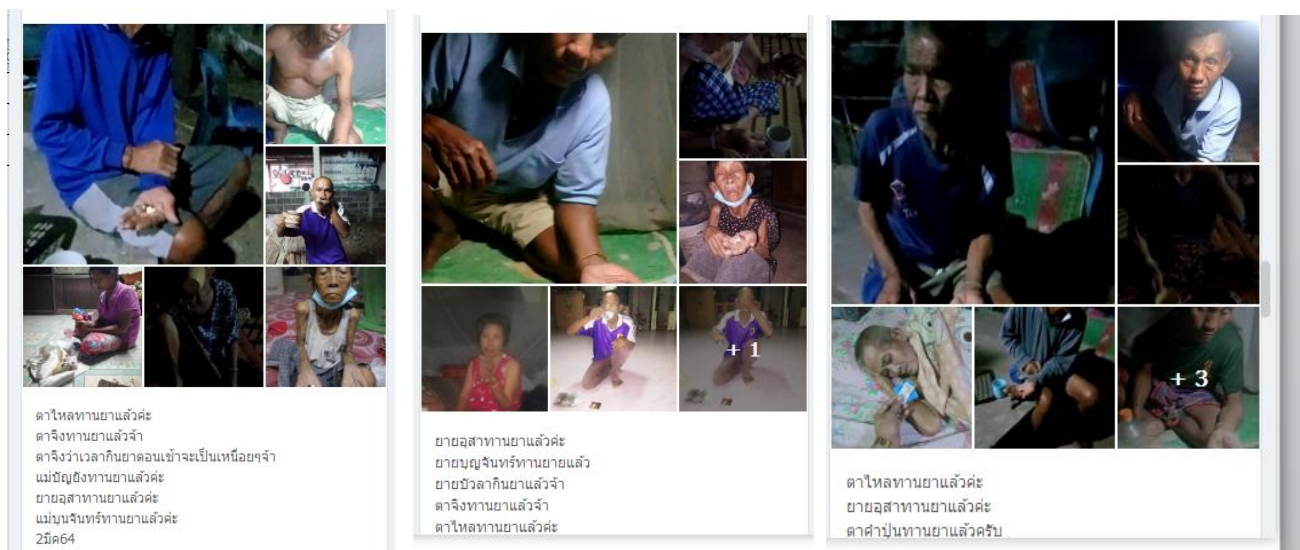 ตาไหลทานยาแล้วค่ะ
ตาจิงทานยาแล้วจ้า
ตาจิงว่าเวลากินยาตอนเช้าจะเป็นเหนื่อยๆจ้า
แม่บัญยังทานยาแล้วค่ะ
ยายอุสาทานยาแล้วค่ะ
แม่บุนจันทร์ทานยาแล้วค่ะ
2มีค64
+ 1
ยายอุสาทานยาแล้วค่ะ
ยายบุญจันทร์ทานยายแล้ว
ยายบัวลากินยาแล้วจ้า
ตาจิงทานยาแล้วจ้า
ตาไหลทานยาแล้วค่ะ
+ 3
ตาไหลทานยาแล้วค่ะ
ยายอุสาทานยาแล้วค่ะ
ตาคำปุ่นทานยาแล้วครับ